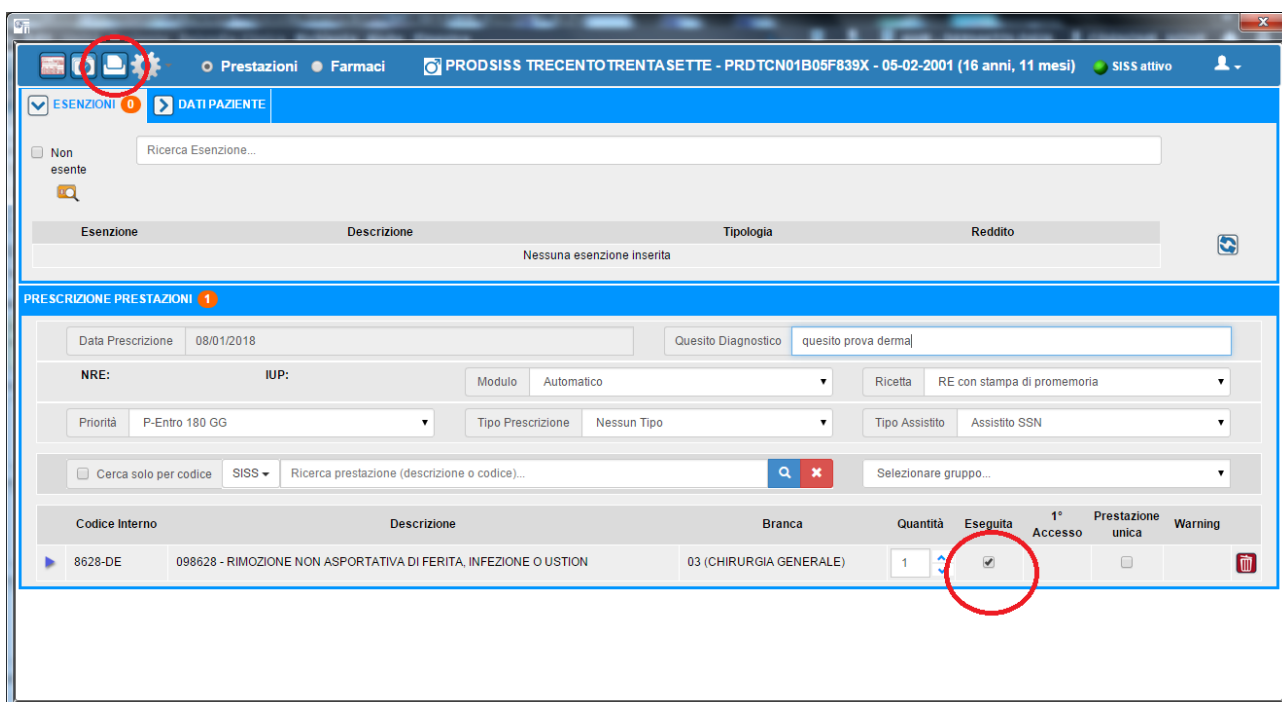 Prestazioni Farmaci PRODSISS TRECENTOTRENTASETTE - PRDTCN01B05F839X - 05-02-2001 (16 anni, 11 mesi) SISS attivo
ESENZIONI 0 DATI PAZIENTE
Non esente Ricerca Esenzione...
Esenzione Descrizione Tipologia Reddito
Nessuna esenzione inserita
PRESCRIZIONE PRESTAZIONI 1
Data Prescrizione 08/01/2018 Quesito Diagnostico quesito prova derma
NRE: IUP: Modulo Automatico Ricetta RE con stampa di promemoria
Priorità P-Entro 180 GG Tipo Prescrizione Nessun Tipo Tipo Assistito Assistito SSN
Cerca solo per codice SISS Ricerca prestazione (descrizione o codice)... Selezionare gruppo...
Codice Interno Descrizione Branca Quantità Eseguita 1° Accesso Prestazione unica Warning
8628-DE 098628 - RIMOZIONE NON ASPORTATIVA DI FERITA, INFEZIONE O USTION 03 (CHIRURGIA GENERALE) 1